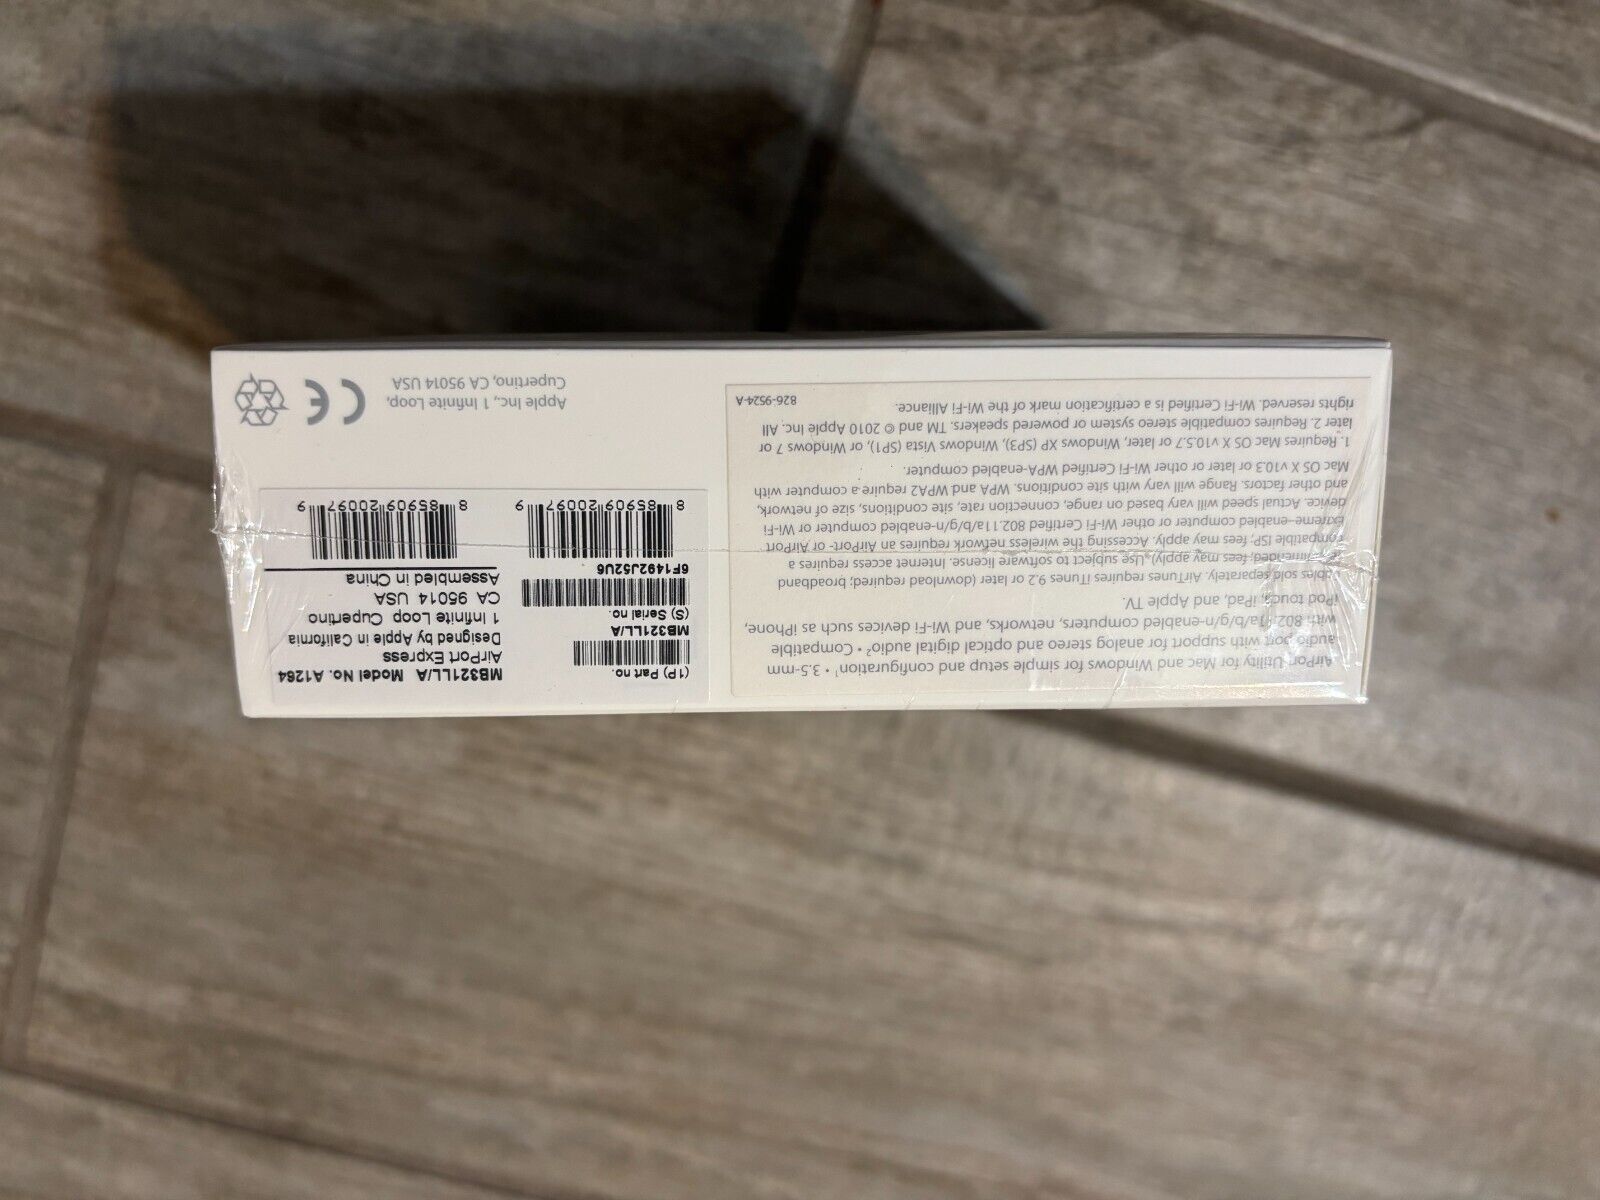 AirPort Utility for Mac and Windows for simple setup and configuration¹ • 3.5-mm
audio port with support for analog stereo and optical digital audio² • Compatible
with 802.11a/b/g/n-enabled computers, networks, and Wi-Fi devices such as iPhone,
iPod touch, iPad, and Apple TV.
sold separately. AirTunes requires iTunes 9.2 or later (download required; broadband
recommended; fees may apply). Use subject to software license. Internet access requires a
compatible ISP; fees may apply. Accessing the wireless network requires an AirPort- or AirPort
Extreme-enabled computer or other Wi-Fi Certified 802.11a/b/g/n-enabled computer or Wi-Fi
device. Actual speed will vary based on range, connection rate, site conditions, size of network,
and other factors. Range will vary with site conditions. WPA and WPA2 require a computer with
Mac OS X v10.3 or later or other Wi-Fi Certified WPA-enabled computer.
1. Requires Mac OS X v10.5.7 or later, Windows XP (SP3), Windows Vista (SP1), or Windows 7 or
later 2. Requires compatible stereo system or powered speakers. TM and © 2010 Apple Inc. All
rights reserved. Wi-Fi Certified is a certification mark of the Wi-Fi Alliance.
826-9524-A
(1P) Part no.
MB321LL/A
(S) Serial no.
6F1492J52U6
8 85909 20097 9
MB321LL/A Model No. A1264
AirPort Express
Designed by Apple in California
1 Infinite Loop Cupertino
CA 95014 USA
Assembled in China
8 85909 20097 9
Apple Inc., 1 Infinite Loop,
Cupertino, CA 95014 USA
CE